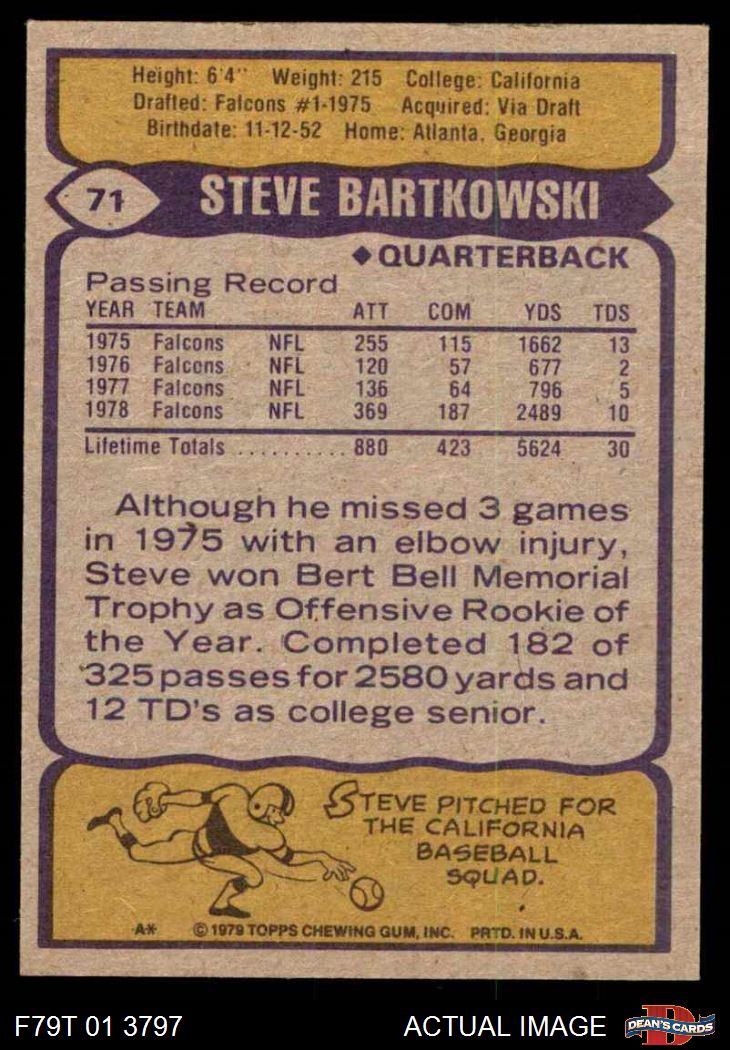 Height: 6'4" Weight: 215 College: California
Drafted: Falcons #1-1975 Acquired: Via Draft
Birthdate: 11-12-52 Home: Atlanta, Georgia
71 STEVE BARTKOWSKI
◆QUARTERBACK
Passing Record
YEAR TEAM ATT COM YDS TDS
1975 Falcons NFL 255 115 1662 13
1976 Falcons NFL 120 57 677 2
1977 Falcons NFL 136 64 796 5
1978 Falcons NFL 369 187 2489 10
Lifetime Totals .......... 880 423 5624 30
Although he missed 3 games
in 1975 with an elbow injury,
Steve won Bert Bell Memorial
Trophy as Offensive Rookie of
the Year. Completed 182 of
325 passes for 2580 yards and
12 TD's as college senior.
STEVE PITCHED FOR
THE CALIFORNIA
BASEBALL
SQUAD.
A* © 1979 TOPPS CHEWING GUM, INC. PRTD. IN U.S.A.
F79T 01 3797 ACTUAL IMAGE D DEAN'S CARDS